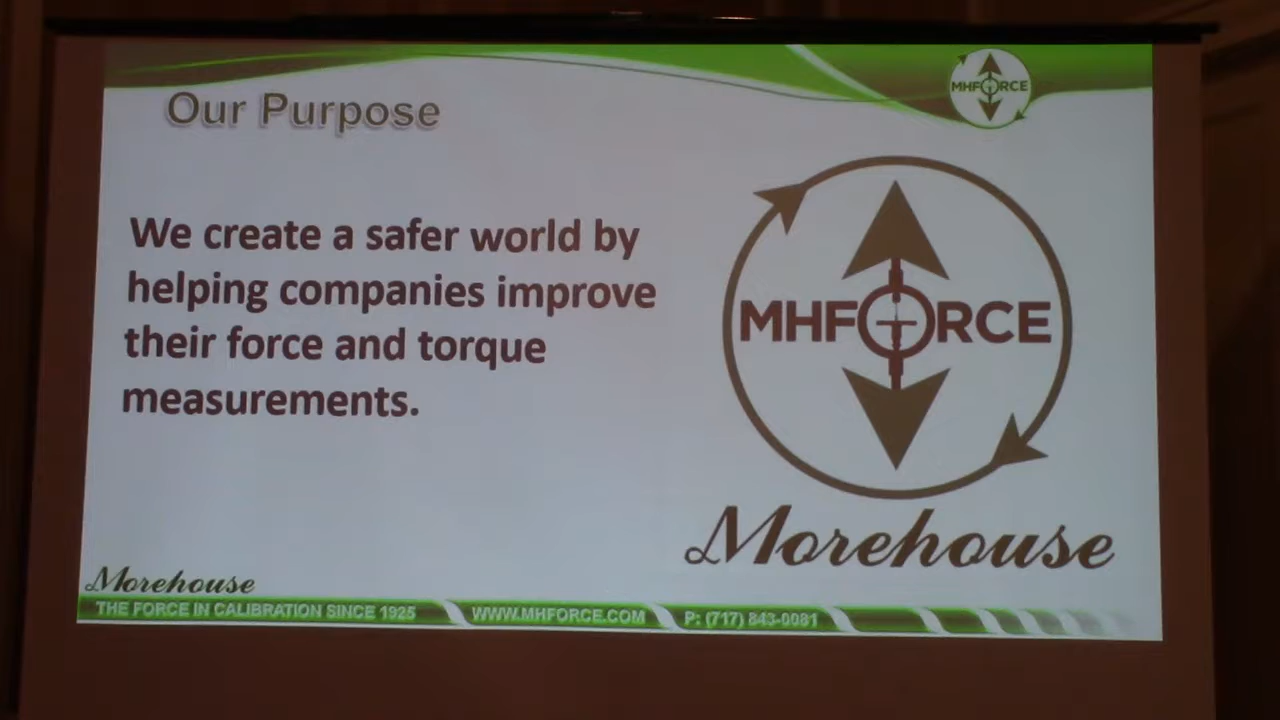 MHFORCE
Our Purpose
We create a safer world by
helping companies improve
their force and torque
measurements.
MHFORCE
Morehouse
Morehouse
THE FORCE IN CALIBRATION SINCE 1925 WWW.MHFORCE.COM P: (717) 843-0081